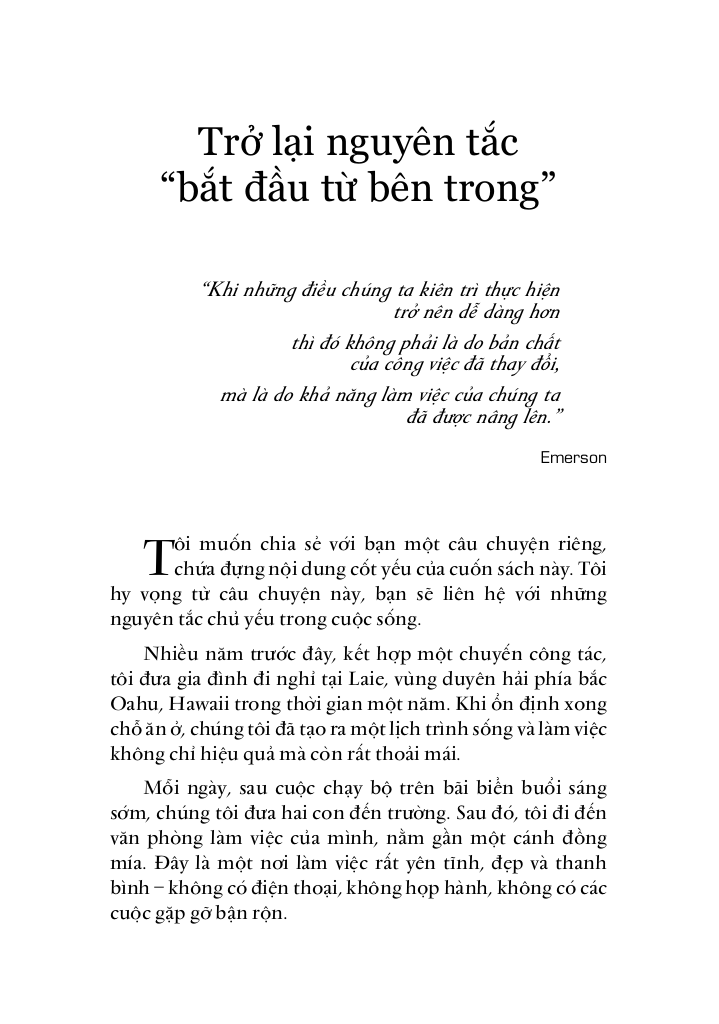 Trở lại nguyên tắc
“bắt đầu từ bên trong”
“Khi những điều chúng ta kiên trì thực hiện
trở nên dễ dàng hơn
thì đó không phải là do bản chất
của công việc đã thay đổi,
mà là do khả năng làm việc của chúng ta
đã được nâng lên.”
Emerson
Tôi muốn chia sẻ với bạn một câu chuyện riêng,
chứa đựng nội dung cốt yếu của cuốn sách này. Tôi
hy vọng từ câu chuyện này, bạn sẽ liên hệ với những
nguyên tắc chủ yếu trong cuộc sống.
Nhiều năm trước đây, kết hợp một chuyến công tác,
tôi đưa gia đình đi nghỉ tại Laie, vùng duyên hải phía bắc
Oahu, Hawaii trong thời gian một năm. Khi ổn định xong
chỗ ăn ở, chúng tôi đã tạo ra một lịch trình sống và làm việc
không chỉ hiệu quả mà còn rất thoải mái.
Mỗi ngày, sau cuộc chạy bộ trên bãi biển buổi sáng
sớm, chúng tôi đưa hai con đến trường. Sau đó, tôi đi đến
văn phòng làm việc của mình, nằm gần một cánh đồng
mía. Đây là một nơi làm việc rất yên tĩnh, đẹp và thanh
bình – không có điện thoại, không họp hành, không có các
cuộc gặp gỡ bận rộn.